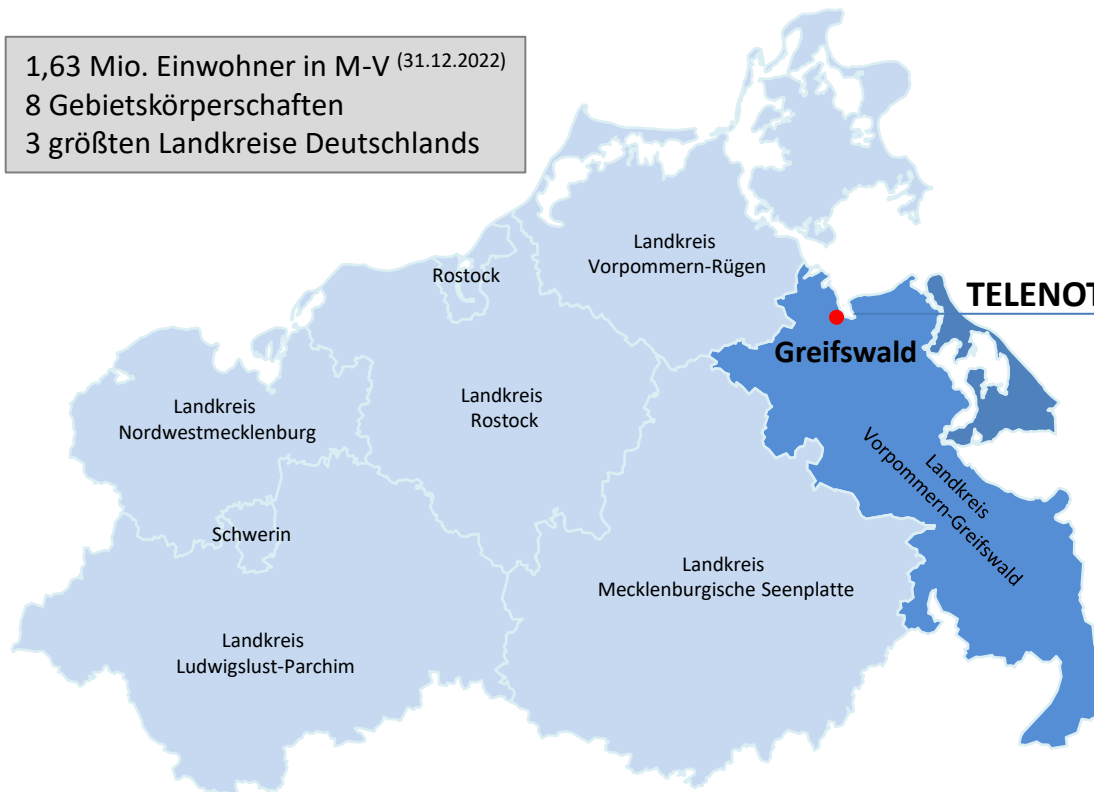 1,63 Mio. Einwohner in M-V (31.12.2022)
8 Gebietskörperschaften
3 größten Landkreise Deutschlands
Landkreis
Vorpommern-Rügen
Rostock
TELENOT
Greifswald
Landkreis
Rostock
Landkreis
Nordwestmecklenburg
Landkreis
Vorpommern-Greifswald
Schwerin
Landkreis
Mecklenburgische Seenplatte
Landkreis
Ludwigslust-Parchim